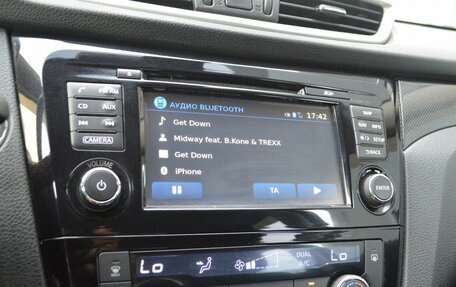 SD
FM·AM
MAP
CD
AUX
NAV
INFO
SETUP
CAMERA
BACK
VOLUME
ENTER
АУДИО BLUETOOTH
17:42
Get Down
Midway feat. B.Kone & TREXX
Get Down
iPhone
TA
Lo
DUAL
A/C
Lo